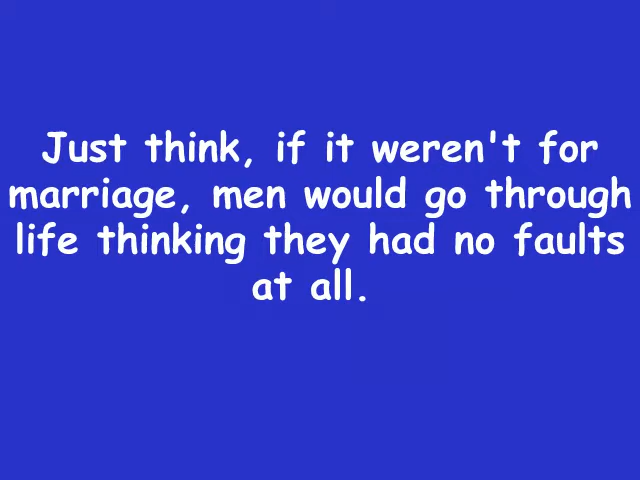 Just think, if it weren't for
marriage, men would go through
life thinking they had no faults
at all.